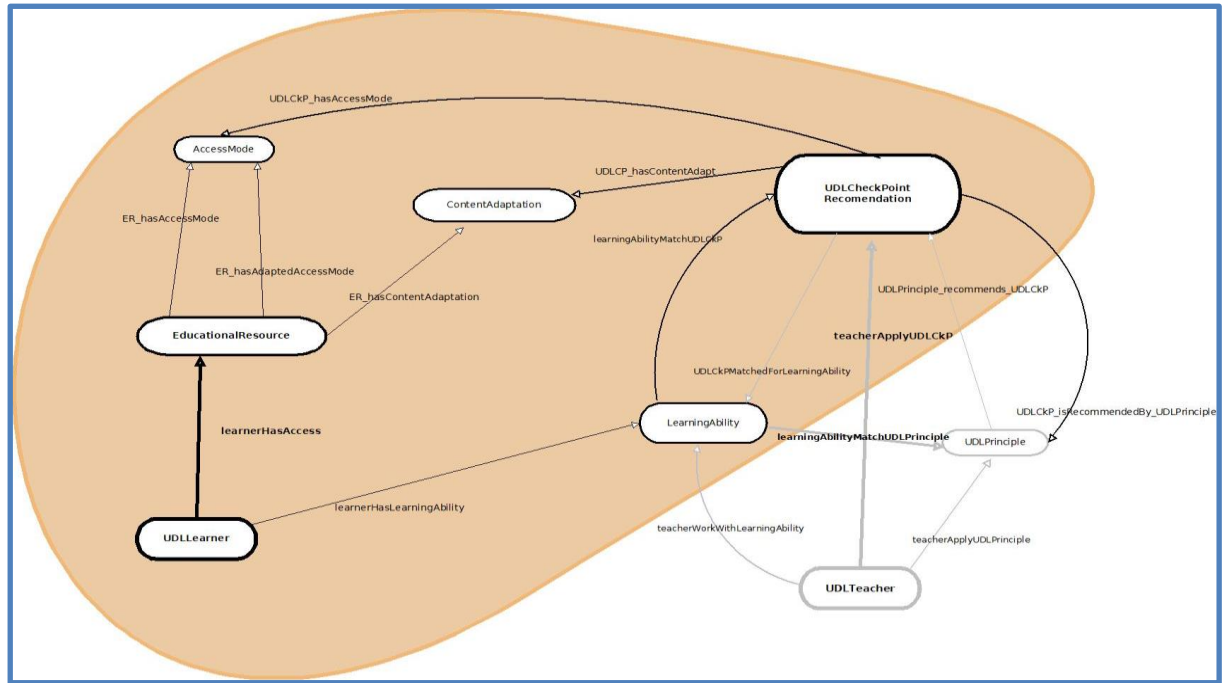 UDLCkP_hasAccessMode
AccessMode
UDLCP_hasContentAdapt
UDLCheckPoint
Recomendation
ContentAdaptation
ER_hasAccessMode
learningAbilityMatchUDLCkP
ER_hasAdaptedAccessMode
UDLPrinciple_recommends_UDLCkP
ER_hasContentAdaptation
EducationalResource
teacherApplyUDLCkP
UDLCkPMatchedForLearningAbility
UDLCkP_isRecommendedBy_UDLPrinciple
LearningAbility
learnerHasAccess
learningAbilityMatchUDLPrinciple
UDLPrinciple
learnerHasLearningAbility
teacherWorkWithLearningAbility
UDLLearner
teacherApplyUDLPrinciple
UDLTeacher